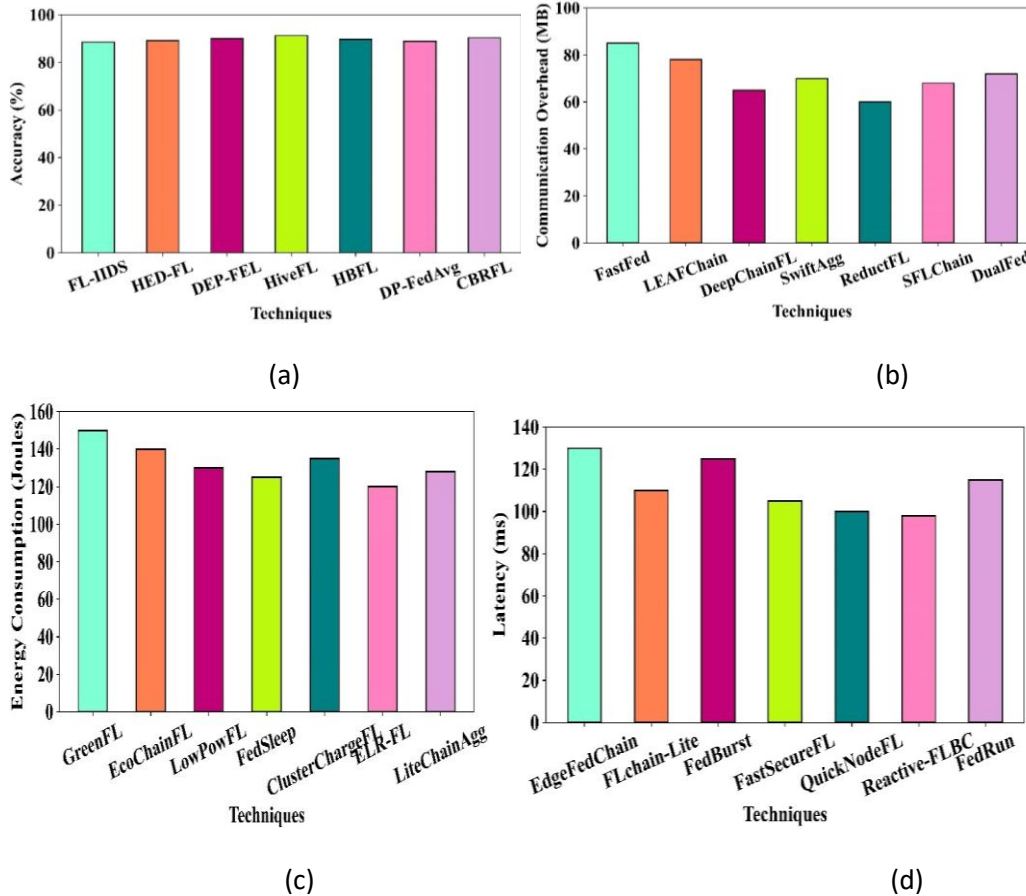 Accuracy (%)
100
80
60
40
20
0
FL-IIDS HED-FL DEP-FEL HiveFL HBFL DP-FedAvg CBRFL
Techniques
(a)
Communication Overhead (MB)
100
80
60
40
20
0
FastFed LEAFChain DeepChainFL SwiftAgg ReductFL SFLChain DualFed
Techniques
(b)
Energy Consumption (Joules)
160
140
120
100
80
60
40
20
0
GreenFL EcoChainFL LowPowFL FedSleep ClusterChargeFL ELR-FL LiteChainAgg
Techniques
(c)
Latency (ms)
140
120
100
80
60
40
20
0
EdgeFedChain FLchain-Lite FedBurst FastSecureFL QuickNodeFL Reactive-FLBC FedRun
Techniques
(d)